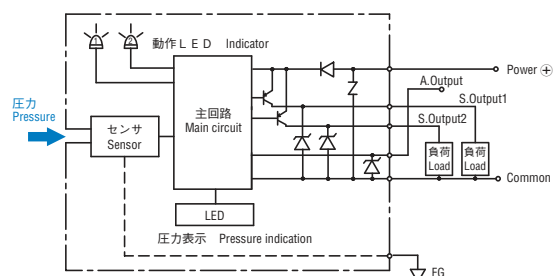 1
2
動作ＬＥＤ Indicator
Power ⊕
A.Output
S.Output1
圧力
Pressure
主回路
Main circuit
S.Output2
センサ
Sensor
負荷
Load
負荷
Load
Common
LED
圧力表示 Pressure indication
FG